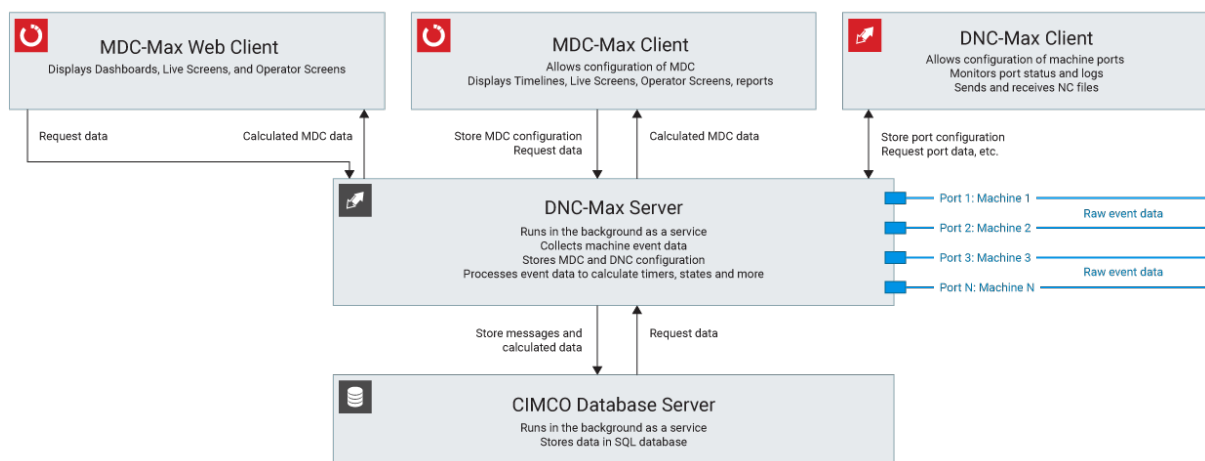 MDC-Max Web Client
Displays Dashboards, Live Screens, and Operator Screens
MDC-Max Client
Allows configuration of MDC
Displays Timelines, Live Screens, Operator Screens, reports
DNC-Max Client
Allows configuration of machine ports
Monitors port status and logs
Sends and receives NC files
Request data
Calculated MDC data
Store MDC configuration
Request data
Calculated MDC data
Store port configuration
Request port data, etc.
DNC-Max Server
Runs in the background as a service
Collects machine event data
Stores MDC and DNC configuration
Processes event data to calculate timers, states and more
Port 1: Machine 1
Raw event data
Port 2: Machine 2
Port 3: Machine 3
Raw event data
Port N: Machine N
Store messages and
calculated data
Request data
CIMCO Database Server
Runs in the background as a service
Stores data in SQL database